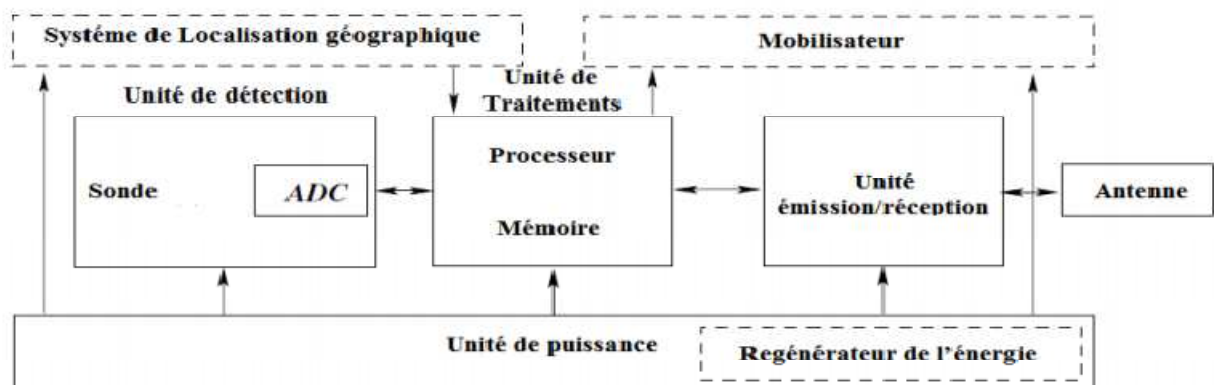 Systéme de Localisation géographique
Mobilisateur
Unité de détection
Unité de
Traitements
Sonde
ADC
Processeur
Mémoire
Unité
émission/réception
Antenne
Unité de puissance
Regénérateur de l'énergie